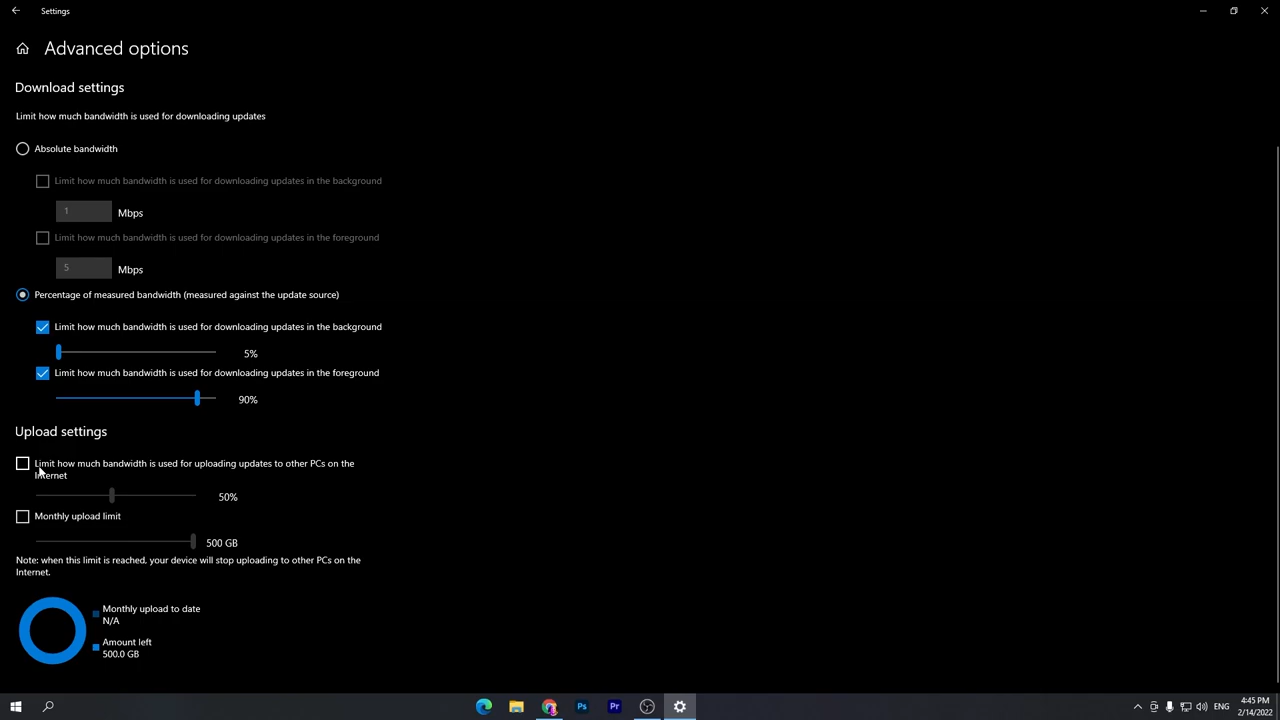 Settings
Advanced options
Download settings
Limit how much bandwidth is used for downloading updates
Absolute bandwidth
Limit how much bandwidth is used for downloading updates in the background
1 Mbps
Limit how much bandwidth is used for downloading updates in the foreground
5 Mbps
Percentage of measured bandwidth (measured against the update source)
Limit how much bandwidth is used for downloading updates in the background
5%
Limit how much bandwidth is used for downloading updates in the foreground
90%
Upload settings
Limit how much bandwidth is used for uploading updates to other PCs on the
Internet
50%
Monthly upload limit
500 GB
Note: when this limit is reached, your device will stop uploading to other PCs on the
Internet.
Monthly upload to date
N/A
Amount left
500.0 GB
Ps Pr ENG
4:45 PM
2/14/2022